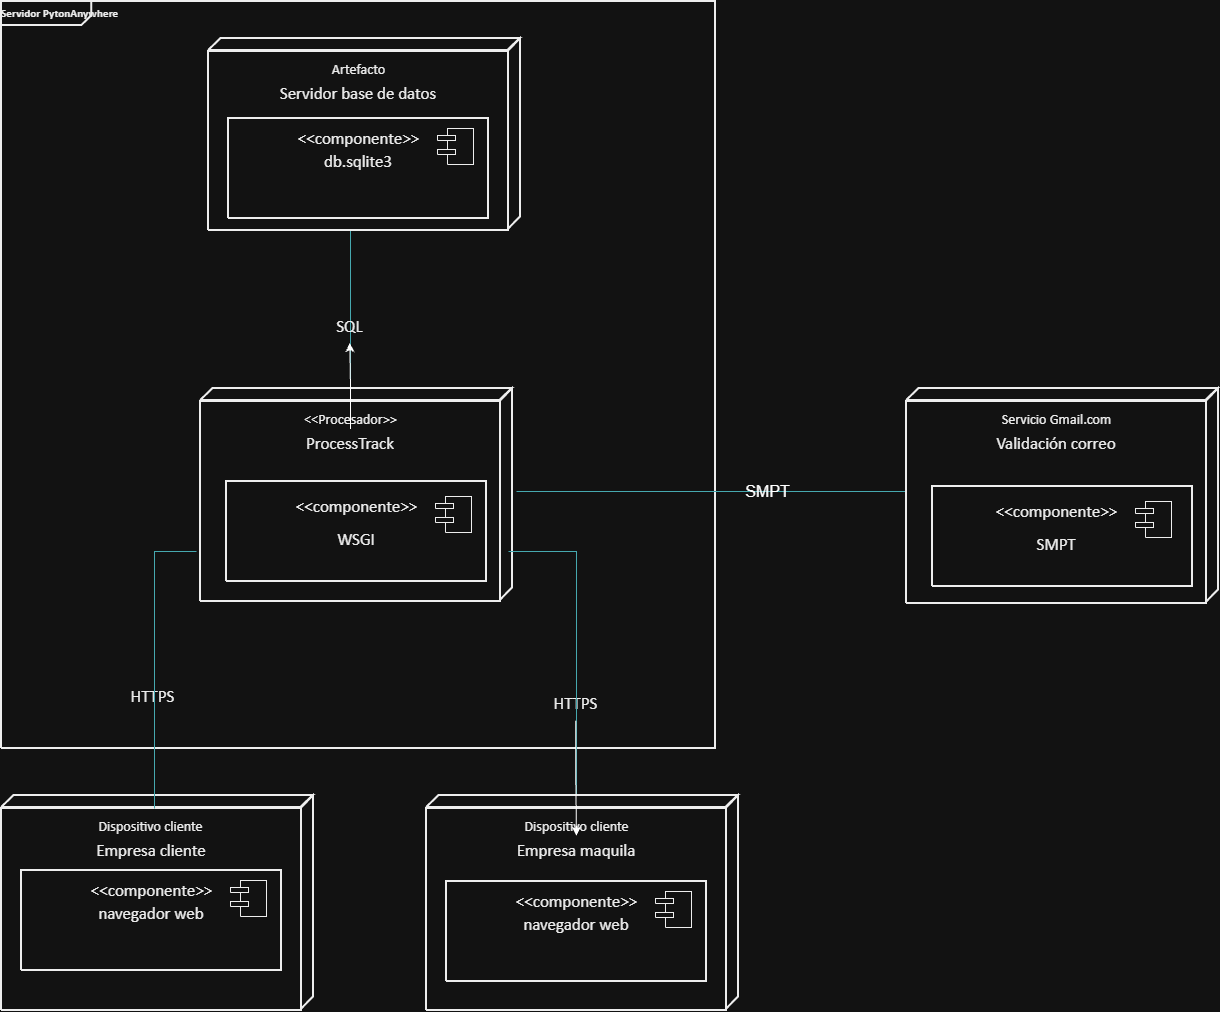 Servidor PytonAnywhere
Artefacto
Servidor base de datos
<<componente>>
db.sqlite3
SQL
<<Procesador>>
ProcessTrack
<<componente>>
WSGI
SMPT
Servicio Gmail.com
Validación correo
<<componente>>
SMPT
HTTPS
HTTPS
Dispositivo cliente
Empresa cliente
<<componente>>
navegador web
Dispositivo cliente
Empresa maquila
<<componente>>
navegador web